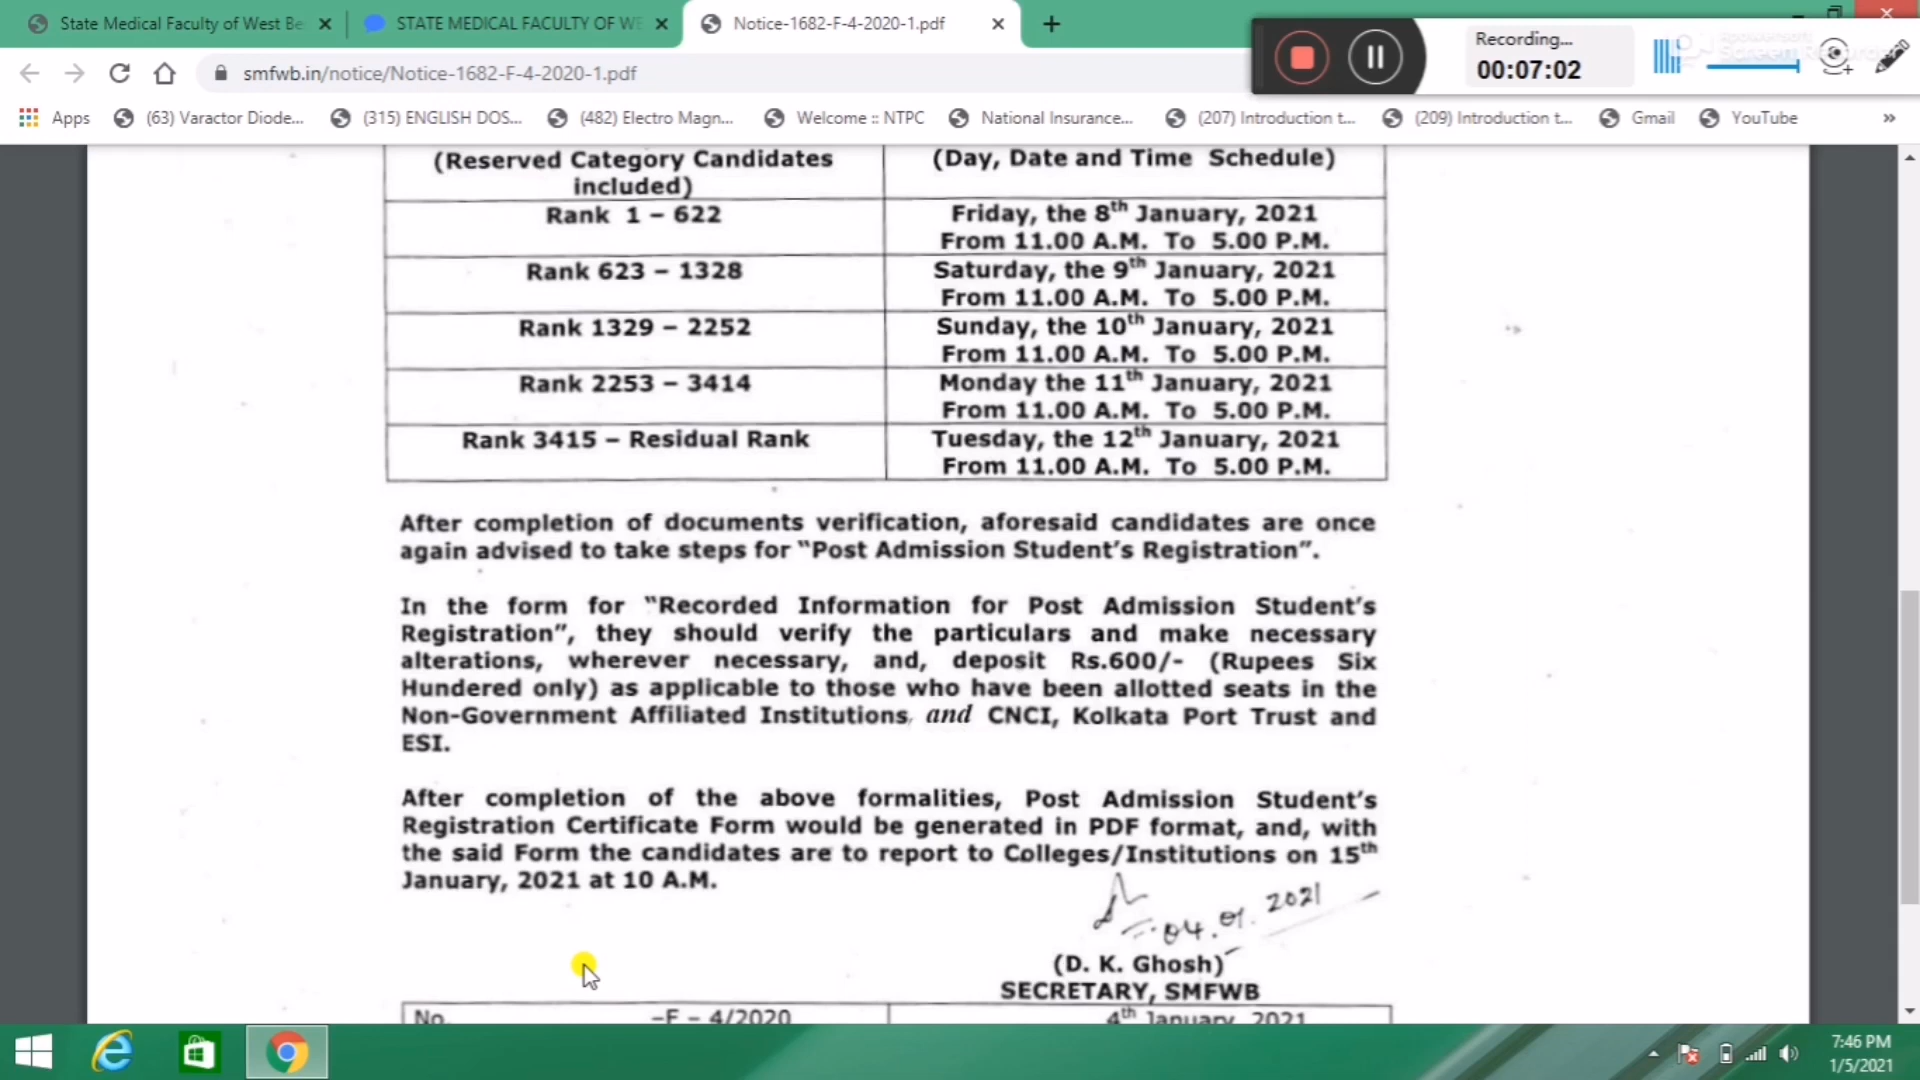 State Medical Faculty of West Be
STATE MEDICAL FACULTY OF WE
Notice-1682-F-4-2020-1.pdf
Recording...
00:07:02
smfwb.in/notice/Notice-1682-F-4-2020-1.pdf
Apps
(63) Varactor Diode...
(315) ENGLISH DOS...
(482) Electro Magn...
Welcome :: NTPC
National Insurance...
(207) Introduction t...
(209) Introduction t...
Gmail
YouTube
»
(Reserved Category Candidates included)
(Day, Date and Time Schedule)
Rank 1 – 622
Friday, the 8th January, 2021
From 11.00 A.M. To 5.00 P.M.
Rank 623 – 1328
Saturday, the 9th January, 2021
From 11.00 A.M. To 5.00 P.M.
Rank 1329 – 2252
Sunday, the 10th January, 2021
From 11.00 A.M. To 5.00 P.M.
Rank 2253 – 3414
Monday the 11th January, 2021
From 11.00 A.M. To 5.00 P.M.
Rank 3415 – Residual Rank
Tuesday, the 12th January, 2021
From 11.00 A.M. To 5.00 P.M.
After completion of documents verification, aforesaid candidates are once
again advised to take steps for "Post Admission Student's Registration".
In the form for "Recorded Information for Post Admission Student's
Registration", they should verify the particulars and make necessary
alterations, wherever necessary, and, deposit Rs.600/- (Rupees Six
Hundered only) as applicable to those who have been allotted seats in the
Non-Government Affiliated Institutions, and CNCI, Kolkata Port Trust and
ESI.
After completion of the above formalities, Post Admission Student's
Registration Certificate Form would be generated in PDF format, and, with
the said Form the candidates are to report to Colleges/Institutions on 15th
January, 2021 at 10 A.M.
04.01.2021
(D. K. Ghosh)
SECRETARY, SMFWB
No. -F – 4/2020
4th January, 2021
7:46 PM
1/5/2021